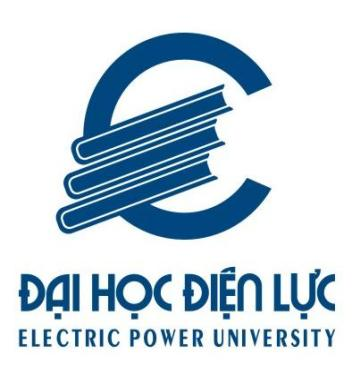 ĐẠI HỌC ĐIỆN LỰC
ELECTRIC POWER UNIVERSITY